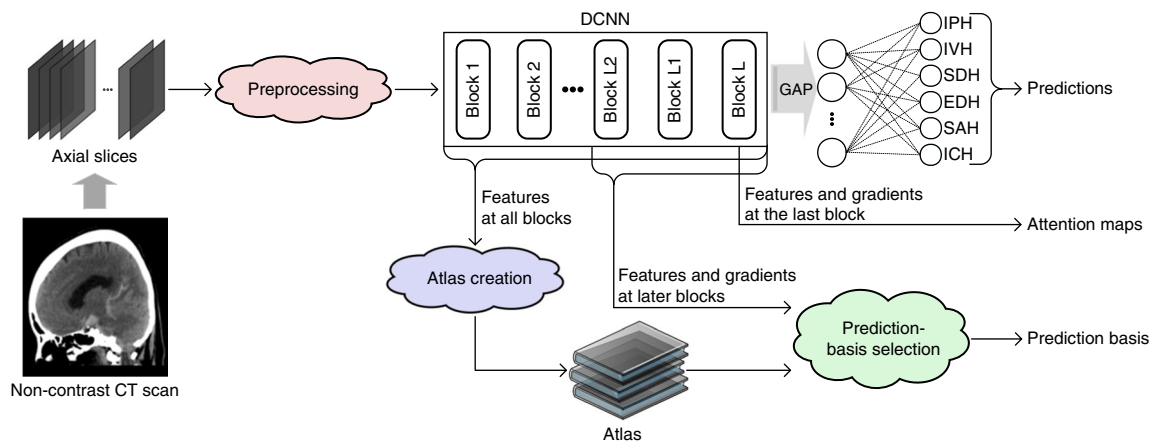 DCNN
Block 1
Block 2
...
Block L2
Block L1
Block L
GAP
IPH
IVH
SDH
EDH
SAH
ICH
Predictions
Preprocessing
...
Axial slices
Features
at all blocks
Features and gradients
at the last block
Attention maps
Atlas creation
Features and gradients
at later blocks
Prediction-
basis selection
Prediction basis
Non-contrast CT scan
Atlas